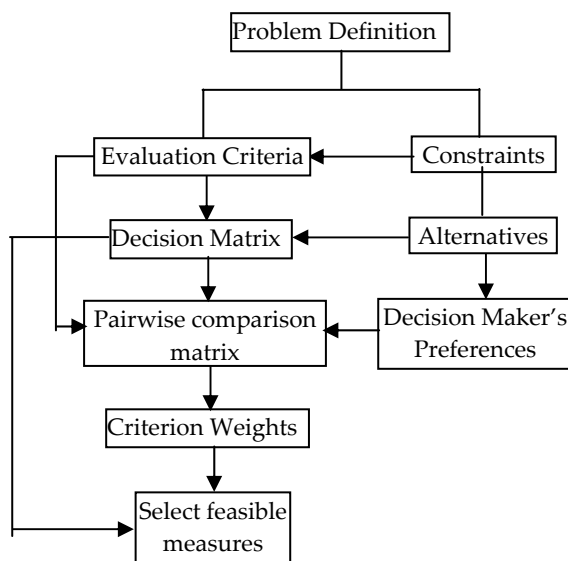 Problem Definition
Evaluation Criteria
Constraints
Decision Matrix
Alternatives
Pairwise comparison
matrix
Decision Maker's
Preferences
Criterion Weights
Select feasible
measures